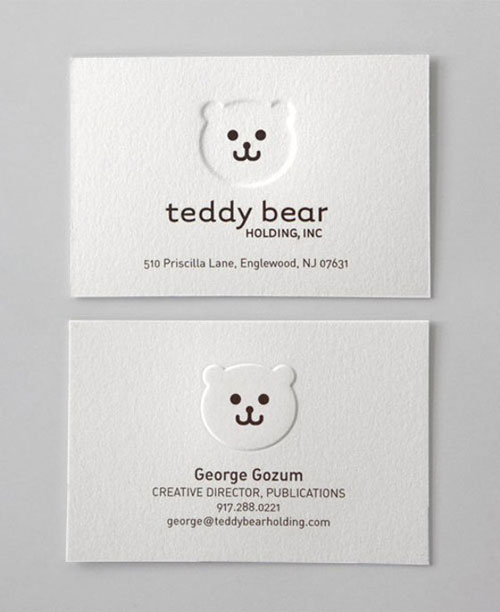 teddy bear
HOLDING, INC
510 Priscilla Lane, Englewood, NJ 07631
George Gozum
CREATIVE DIRECTOR, PUBLICATIONS
917.288.0221
george@teddybearholding.com